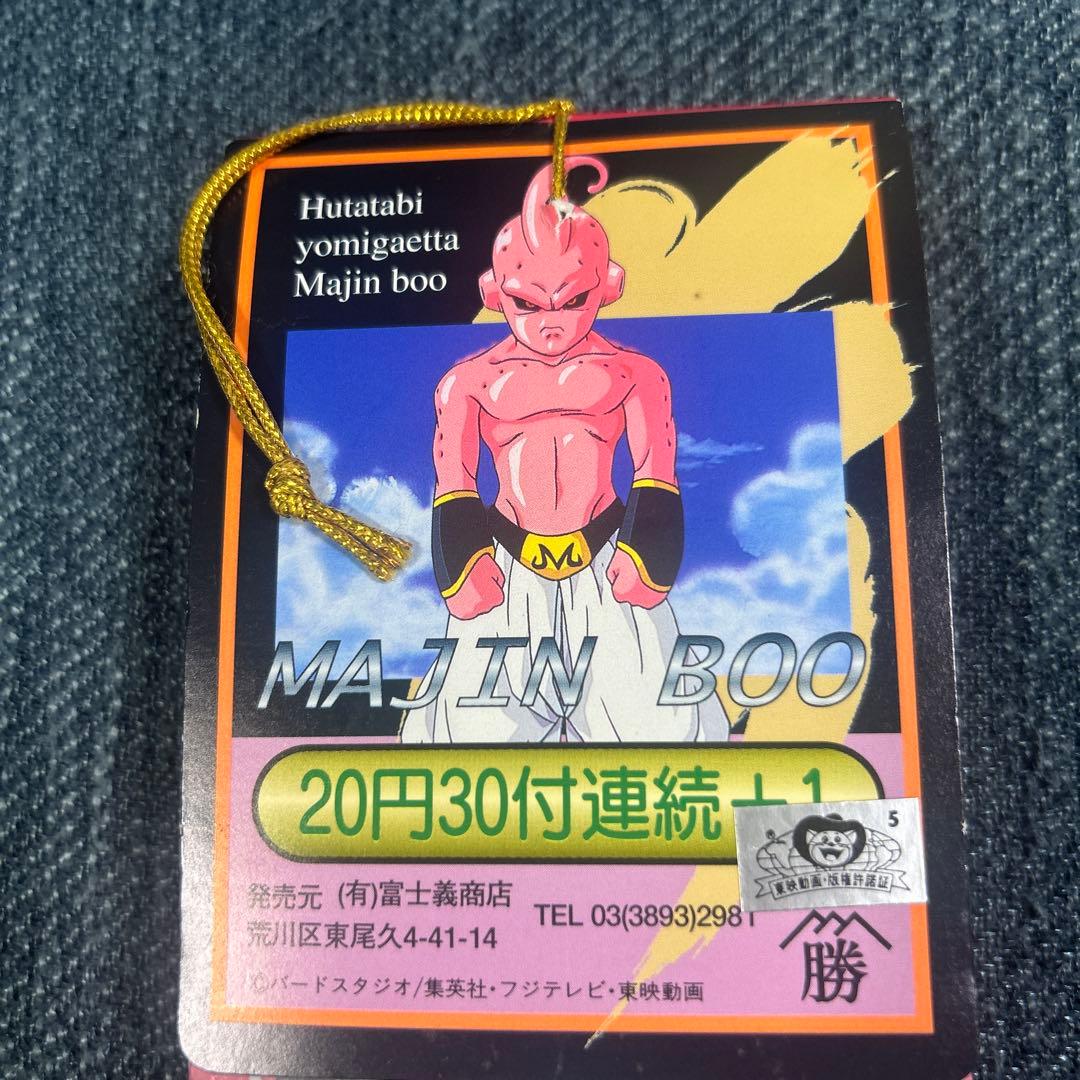 Hutatabi
yomigaetta
Majin boo
MAJIN BOO
20円30付連続+1
5
東映動画・版権許諾証
発売元 (有)富士義商店
TEL 03(3893)2981
荒川区東尾久4-41-14
勝
©バードスタジオ/集英社・フジテレビ・東映動画